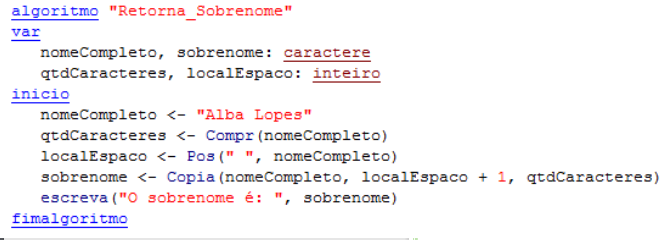 algoritmo "Retorna_Sobrenome"
var
nomeCompleto, sobrenome: caractere
qtdCaracteres, localEspaco: inteiro
inicio
nomeCompleto <- "Alba Lopes"
qtdCaracteres <- Compr(nomeCompleto)
localEspaco <- Pos(" ", nomeCompleto)
sobrenome <- Copia(nomeCompleto, localEspaco + 1, qtdCaracteres)
escreva("O sobrenome é: ", sobrenome)
fimalgoritmo